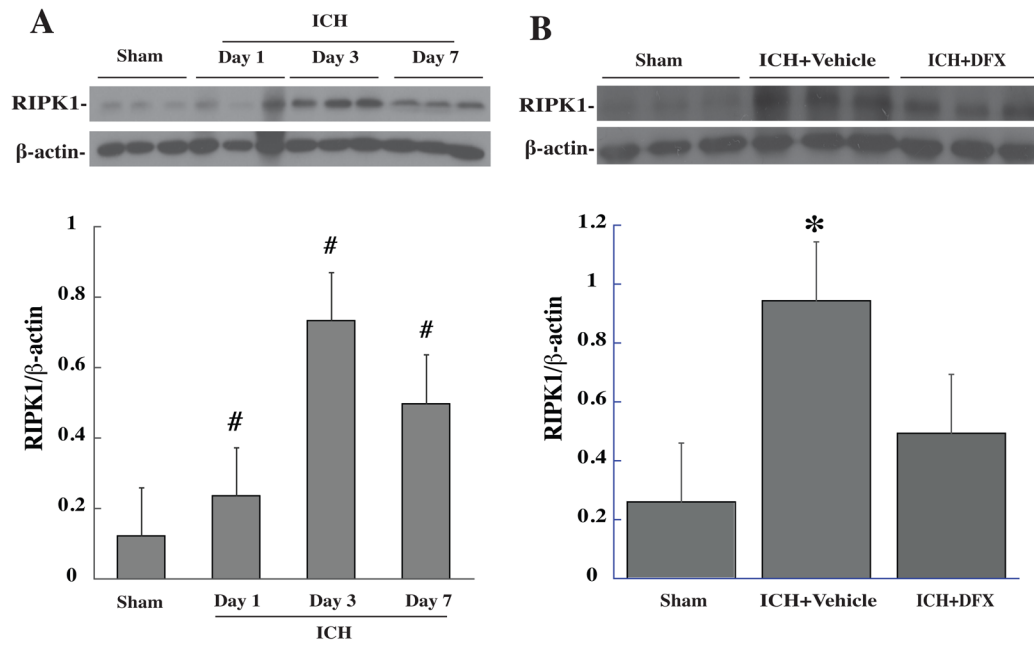 A
ICH
Sham Day 1 Day 3 Day 7
RIPK1-
β-actin-
1
0.8
0.6
0.4
0.2
0
RIPK1/β-actin
#
#
#
Sham Day 1 Day 3 Day 7
ICH
B
Sham ICH+Vehicle ICH+DFX
RIPK1-
β-actin-
1.2
1
0.8
0.6
0.4
0.2
0
RIPK1/β-actin
*
Sham ICH+Vehicle ICH+DFX